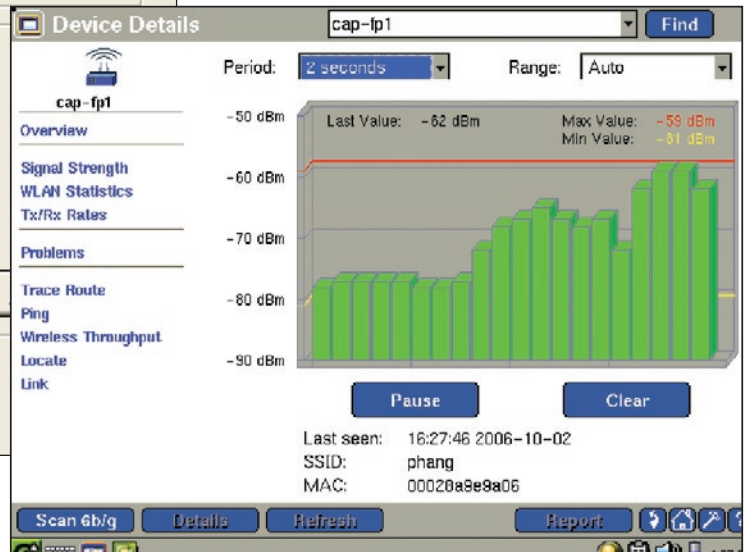 Device Details
cap-fp1
Find
Period:
2 seconds
Range:
Auto
cap-fp1
Overview
Signal Strength
WLAN Statistics
Tx/Rx Rates
Problems
Trace Route
Ping
Wireless Throughput
Locate
Link
-50 dBm
-60 dBm
-70 dBm
-80 dBm
-90 dBm
Last Value: -62 dBm
Max Value: -59 dBm
Min Value: -81 dBm
Pause
Clear
Last seen: 16:27:46 2006-10-02
SSID: phang
MAC: 00028a9e9a06
Scan 6b/g
Details
Refresh
Report